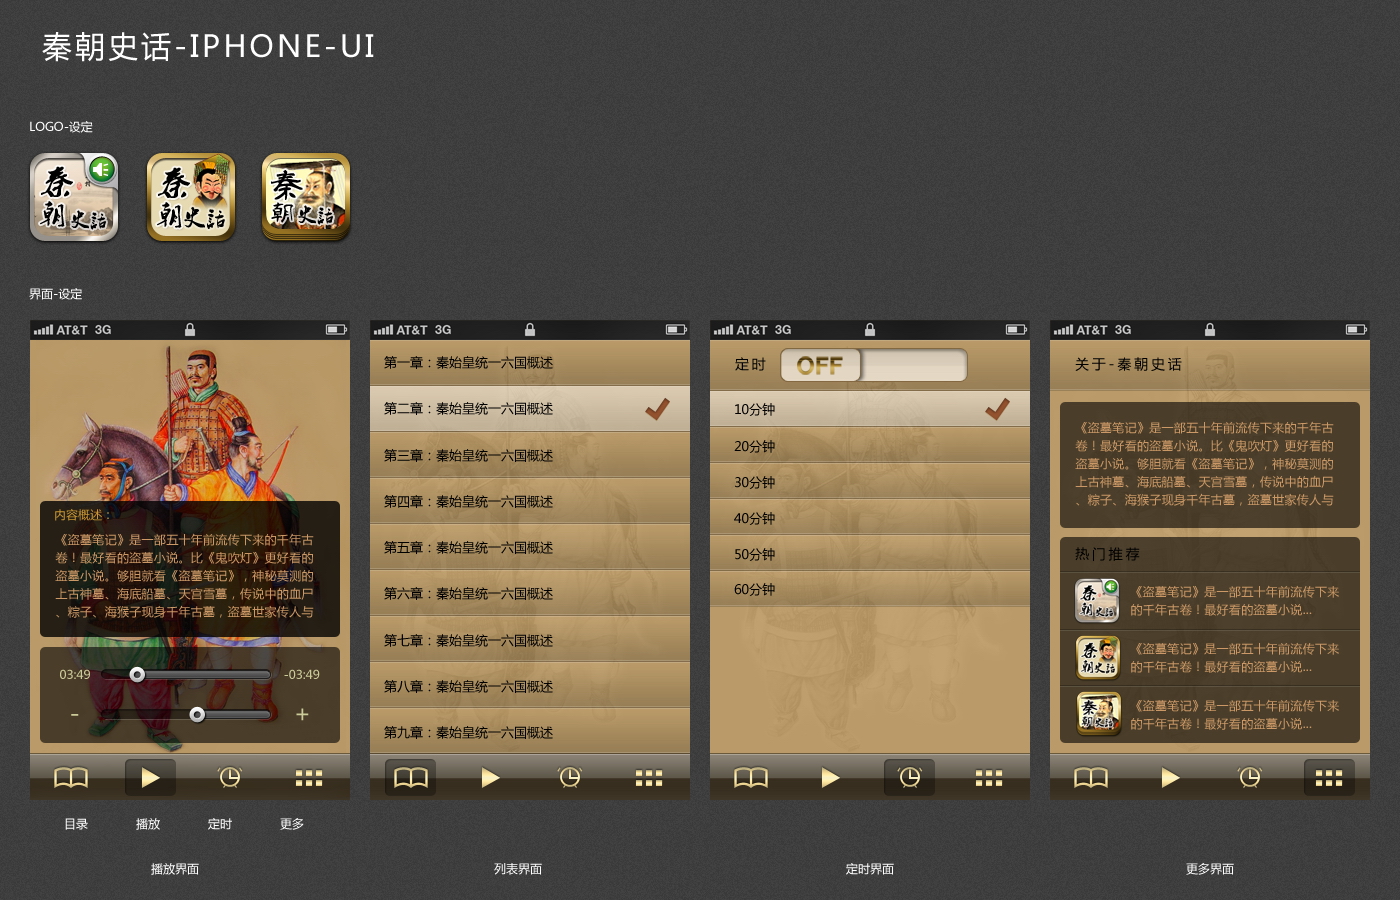 秦朝史话-IPHONE-UI
LOGO-设定
秦
朝史話
秦
朝史話
秦
朝史話
界面-设定
AT&T 3G
内容概述：
《盗墓笔记》是一部五十年前流传下来的千年古
卷！最好看的盗墓小说。比《鬼吹灯》更好看的
盗墓小说。够胆就看《盗墓笔记》，神秘莫测的
上古神墓、海底船墓、天宫雪墓，传说中的血尸
、粽子、海猴子现身千年古墓，盗墓世家传人与
03:49
-03:49
-
+
目录 播放 定时 更多
播放界面
AT&T 3G
第一章：秦始皇统一六国概述
第二章：秦始皇统一六国概述
第三章：秦始皇统一六国概述
第四章：秦始皇统一六国概述
第五章：秦始皇统一六国概述
第六章：秦始皇统一六国概述
第七章：秦始皇统一六国概述
第八章：秦始皇统一六国概述
第九章：秦始皇统一六国概述
列表界面
AT&T 3G
定时 OFF
10分钟
20分钟
30分钟
40分钟
50分钟
60分钟
定时界面
AT&T 3G
关于-秦朝史话
《盗墓笔记》是一部五十年前流传下来的千年古
卷！最好看的盗墓小说。比《鬼吹灯》更好看的
盗墓小说。够胆就看《盗墓笔记》，神秘莫测的
上古神墓、海底船墓、天宫雪墓，传说中的血尸
、粽子、海猴子现身千年古墓，盗墓世家传人与
热门推荐
秦
朝史話
《盗墓笔记》是一部五十年前流传下来
的千年古卷！最好看的盗墓小说...
秦
朝史話
《盗墓笔记》是一部五十年前流传下来
的千年古卷！最好看的盗墓小说...
秦
朝史話
《盗墓笔记》是一部五十年前流传下来
的千年古卷！最好看的盗墓小说...
更多界面